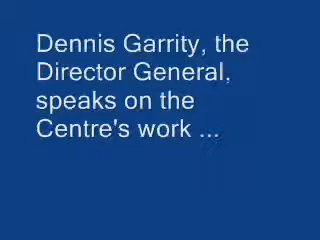 Dennis Garrity, the
Director General,
speaks on the
Centre's work ...